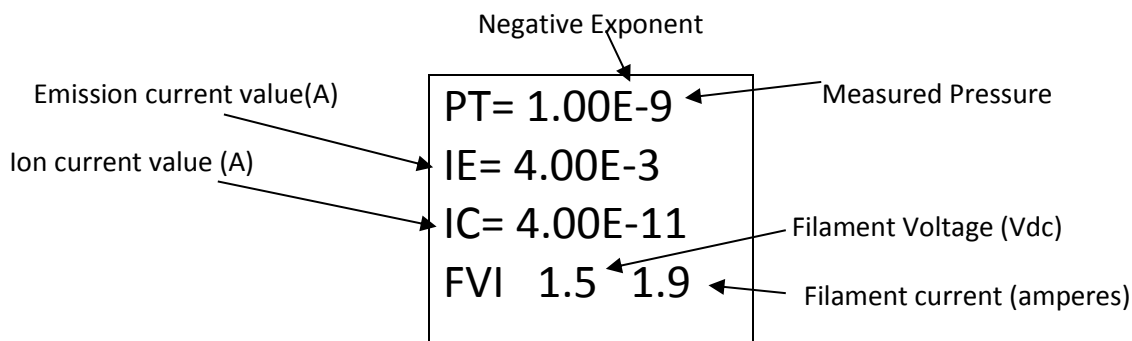 Negative Exponent
Emission current value(A)
Measured Pressure
PT= 1.00E-9
Ion current value (A)
IE= 4.00E-3
IC= 4.00E-11
Filament Voltage (Vdc)
FVI 1.5 1.9
Filament current (amperes)